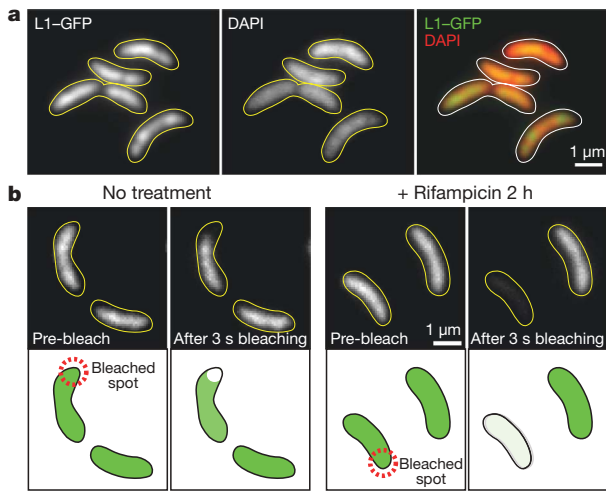 a
L1–GFP
DAPI
L1–GFP
DAPI
1 μm
b
No treatment
+ Rifampicin 2 h
Pre-bleach
After 3 s bleaching
Pre-bleach
1 μm
After 3 s bleaching
Bleached
spot
Bleached
spot